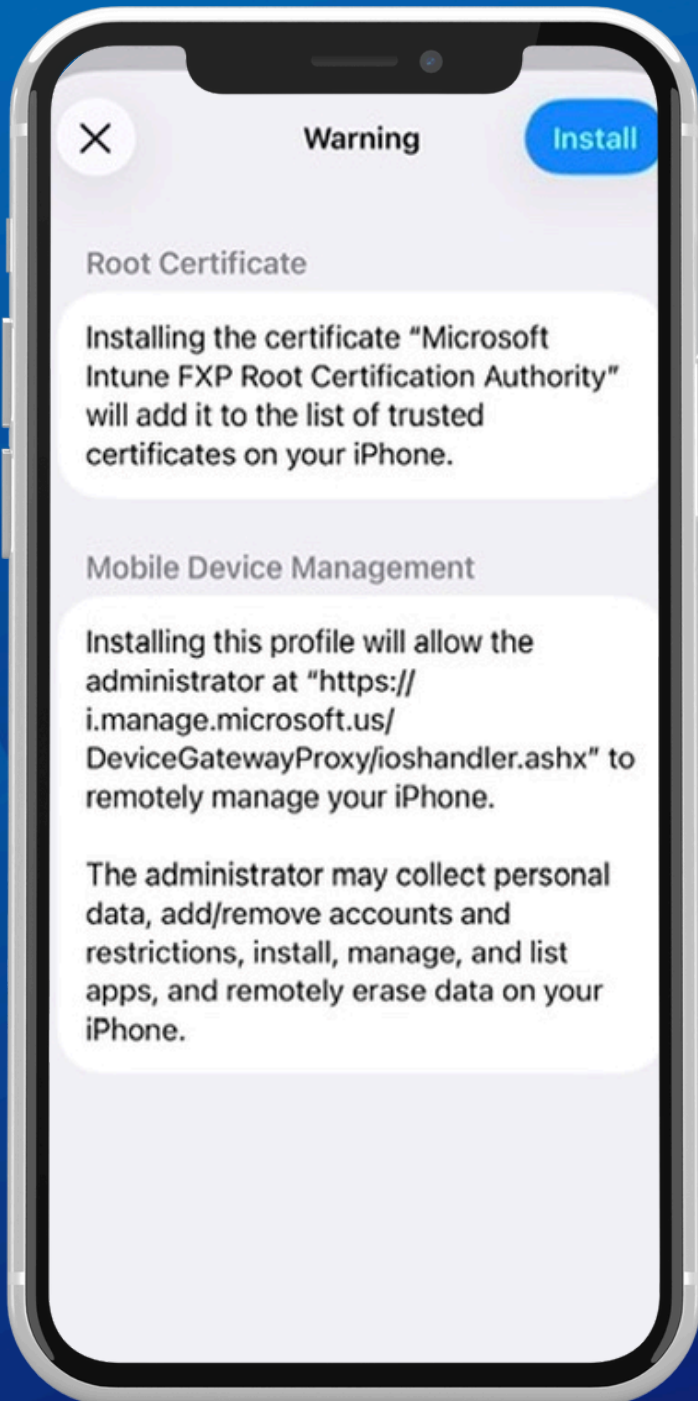 Warning
Install
Root Certificate
Installing the certificate “Microsoft
Intune FXP Root Certification Authority”
will add it to the list of trusted
certificates on your iPhone.
Mobile Device Management
Installing this profile will allow the
administrator at “https://
i.manage.microsoft.us/
DeviceGatewayProxy/ioshandler.ashx” to
remotely manage your iPhone.
The administrator may collect personal
data, add/remove accounts and
restrictions, install, manage, and list
apps, and remotely erase data on your
iPhone.